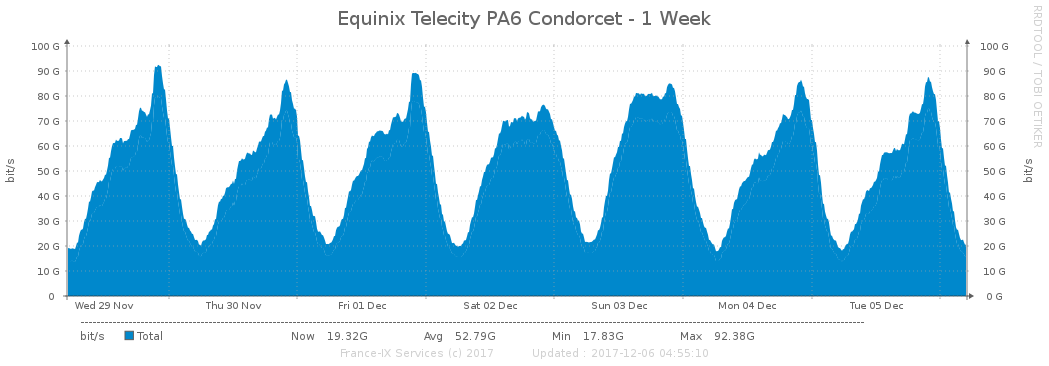 Equinix Telecity PA6 Condorcet - 1 Week
RRDTOOL / TOBI OETIKER
bit/s
bit/s
100 G 100 G
90 G 90 G
80 G 80 G
70 G 70 G
60 G 60 G
50 G 50 G
40 G 40 G
30 G 30 G
20 G 20 G
10 G 10 G
0 0 G
Wed 29 Nov Thu 30 Nov Fri 01 Dec Sat 02 Dec Sun 03 Dec Mon 04 Dec Tue 05 Dec
bit/s Total Now 19.32G Avg 52.79G Min 17.83G Max 92.38G
France-IX Services (c) 2017 Updated : 2017-12-06 04:55:10